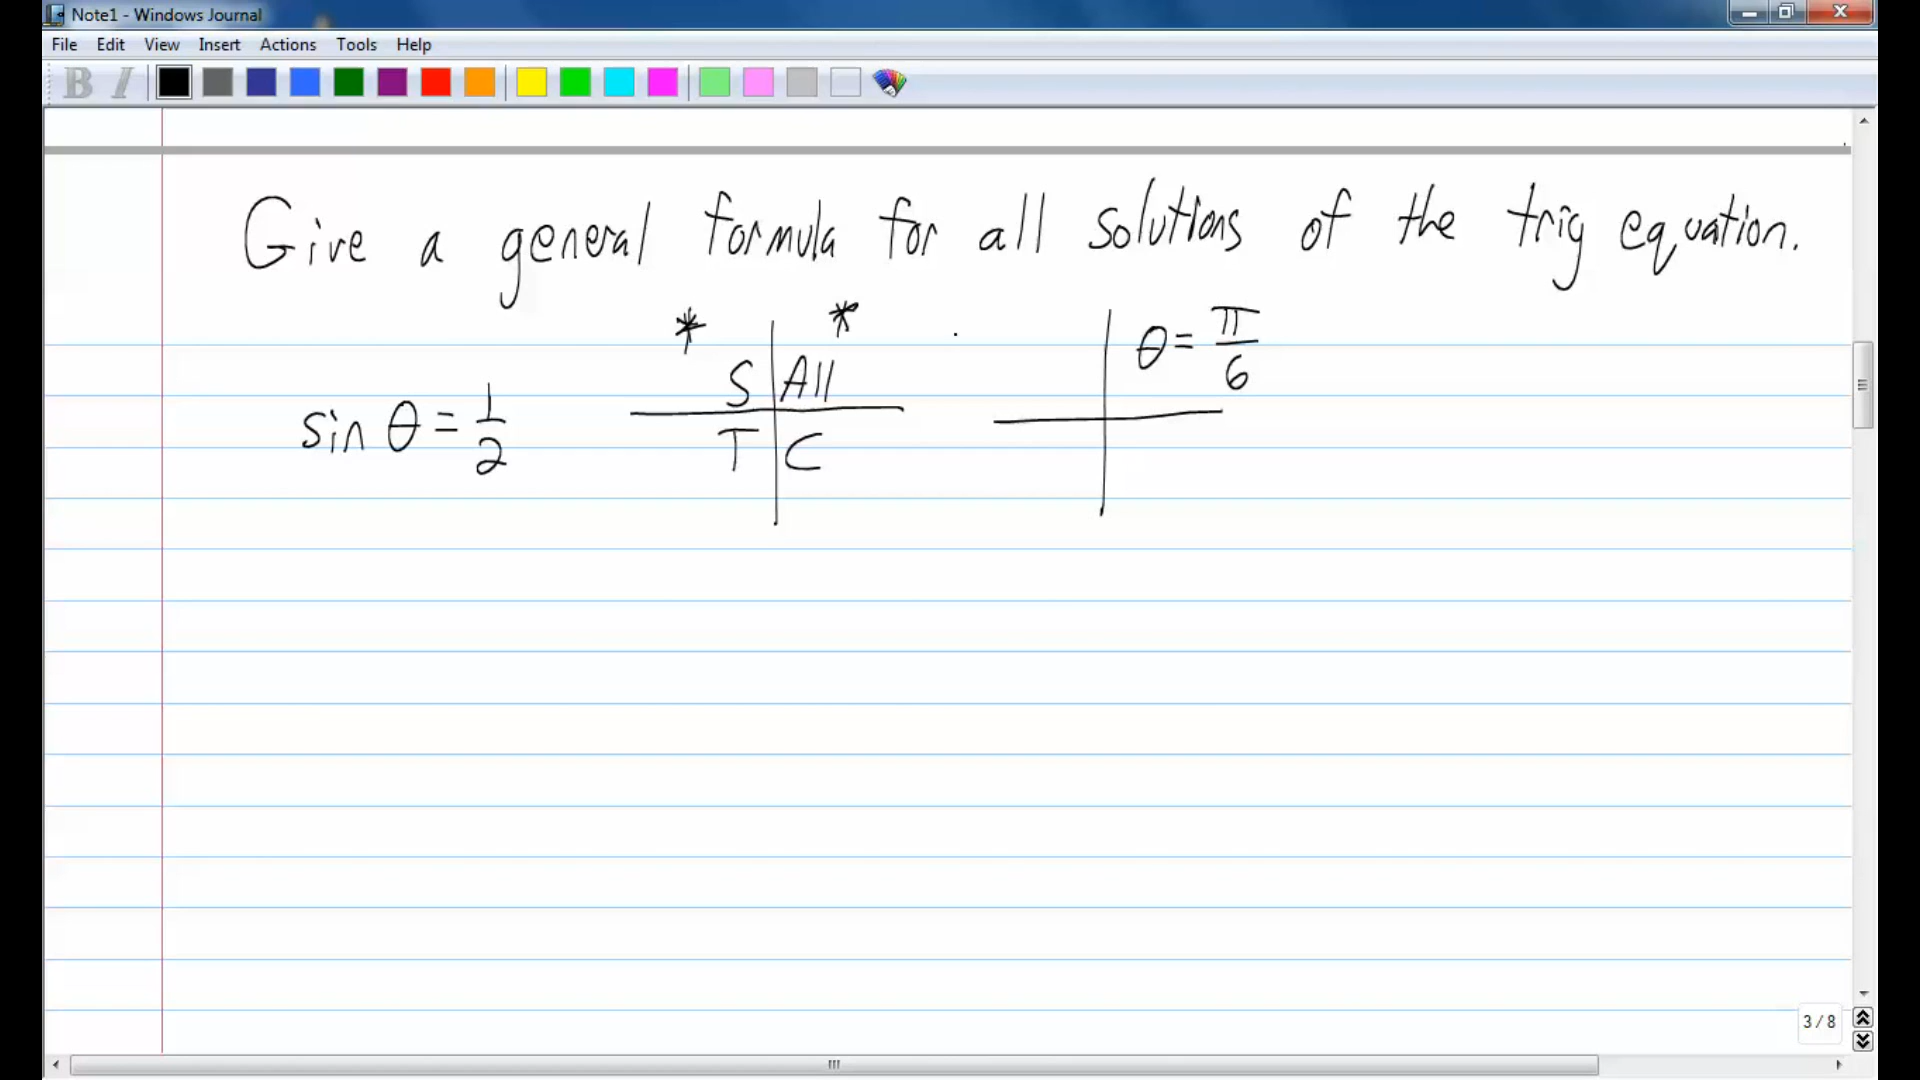 Note1 - Windows Journal
File Edit View Insert Actions Tools Help
B I
Give a general formula for all solutions of the trig equation.
* *
θ = π/6
S All
sin θ = 1/2
T C
3 / 8